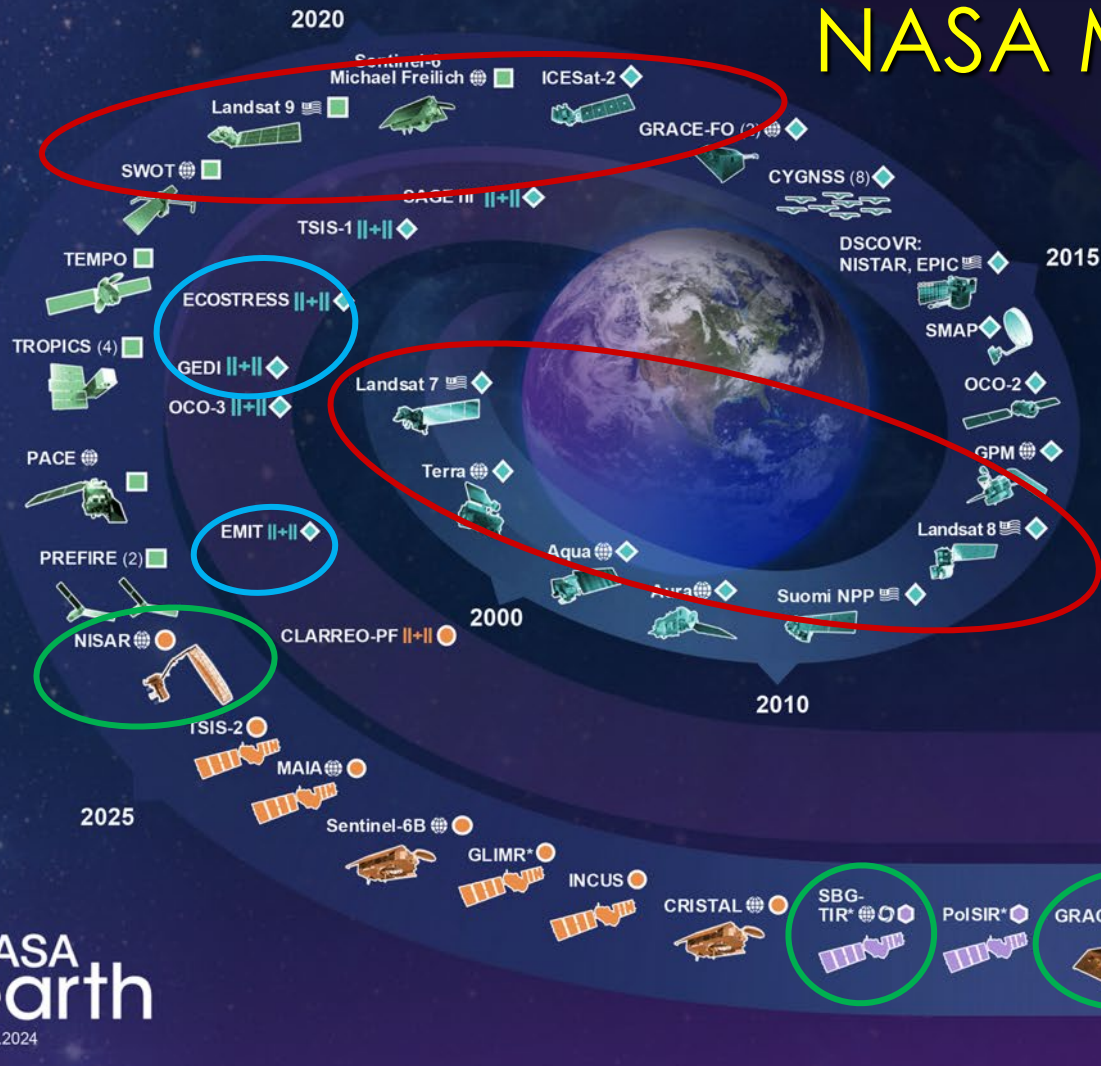 NASA M
2020
Sentinel-6
Michael Freilich
ICESat-2
Landsat 9
GRACE-FO (2)
SWOT
CYGNSS (8)
SAGE III
TSIS-1
DSCOVR:
NISTAR, EPIC
2015
TEMPO
ECOSTRESS
SMAP
TROPICS (4)
GEDI
Landsat 7
OCO-2
OCO-3
PACE
Terra
GPM
EMIT
Landsat 8
PREFIRE (2)
Aqua
Aura
Suomi NPP
2000
NISAR
CLARREO-PF
2010
TSIS-2
MAIA
2025
Sentinel-6B
GLIMR*
INCUS
CRISTAL
SBG-
TIR*
PolSIR*
GRAC
ASA
earth
.2024